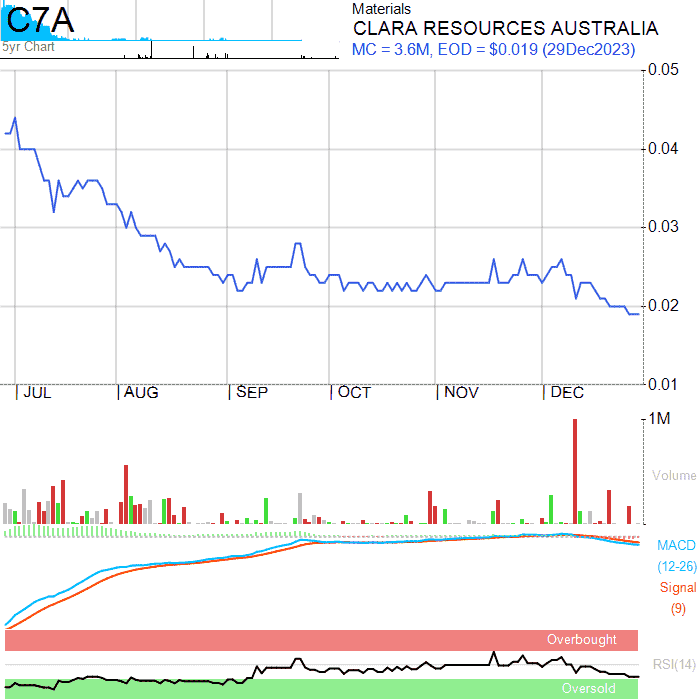 C7A
5yr Chart
Materials
CLARA RESOURCES AUSTRALIA
MC = 3.6M, EOD = $0.019 (29Dec2023)
0.05
0.04
0.03
0.02
0.01
JUL AUG SEP OCT NOV DEC
1M
Volume
MACD
(12-26)
Signal
(9)
Overbought
RSI(14)
Oversold